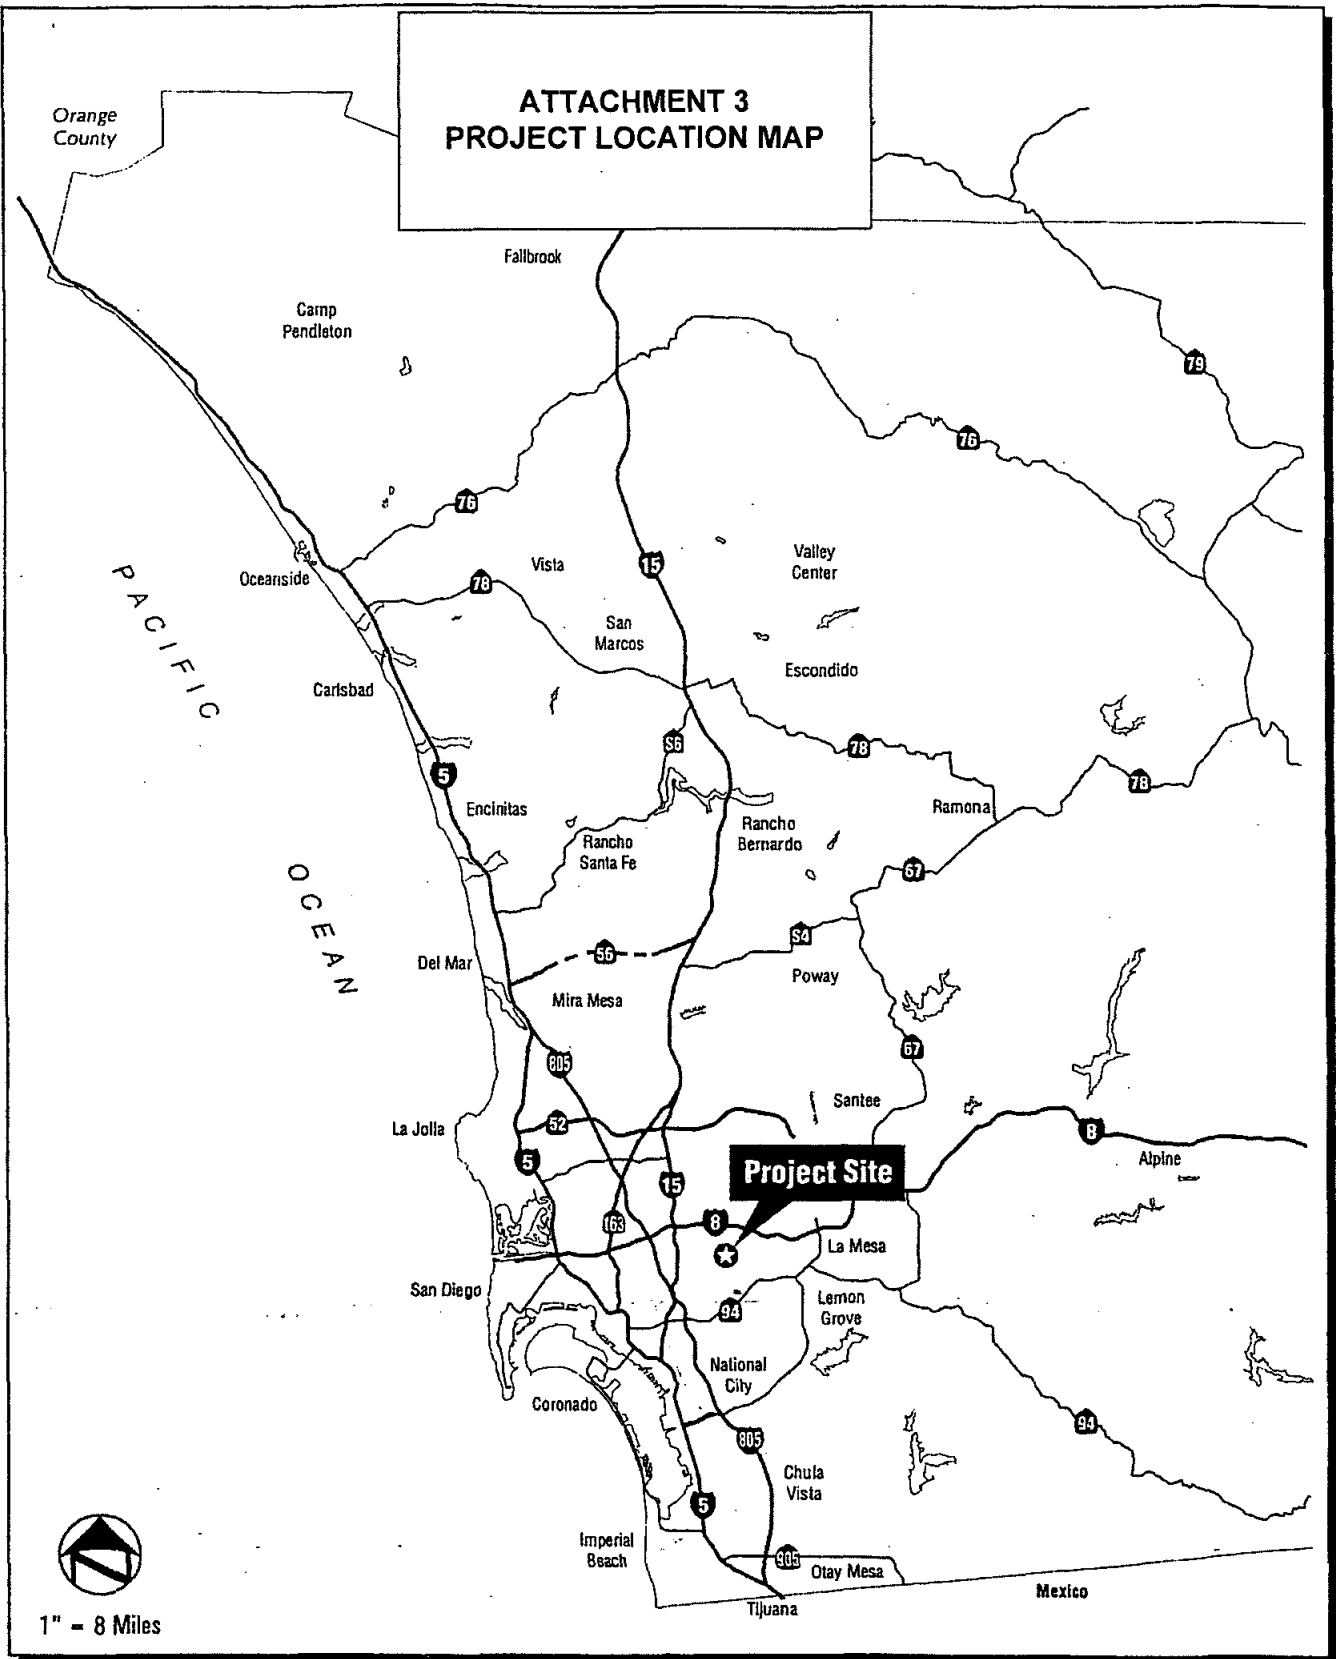 ATTACHMENT 3
PROJECT LOCATION MAP
Orange
County
Fallbrook
Camp
Pendleton
79
76
76
Oceanside
Vista
78
15
Valley
Center
San
Marcos
Escondido
PACIFIC
Carlsbad
S6
78
78
5
Encinitas
Ramona
Rancho
Santa Fe
Rancho
Bernardo
67
OCEAN
S4
56
Del Mar
Poway
Mira Mesa
67
805
Santee
La Jolla
52
8
5
Alpine
Project Site
15
163
8
La Mesa
San Diego
Lemon
Grove
94
National
City
Coronado
94
805
Chula
Vista
5
Imperial
Beach
905
Otay Mesa
Mexico
Tijuana
1" = 8 Miles